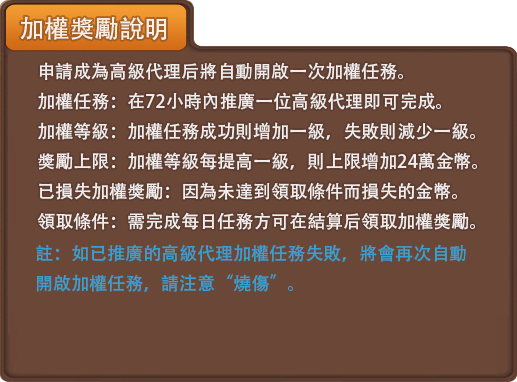 加權獎勵說明
申請成為高級代理后將自動開啟一次加權任務。
加權任務：在72小時內推廣一位高級代理即可完成。
加權等級：加權任務成功則增加一級，失敗則減少一級。
獎勵上限：加權等級每提高一級，則上限增加24萬金幣。
已損失加權獎勵：因為未達到領取條件而損失的金幣。
領取條件：需完成每日任務方可在結算后領取加權獎勵。
註：如已推廣的高級代理加權任務失敗，將會再次自動
開啟加權任務，請注意“燒傷”。